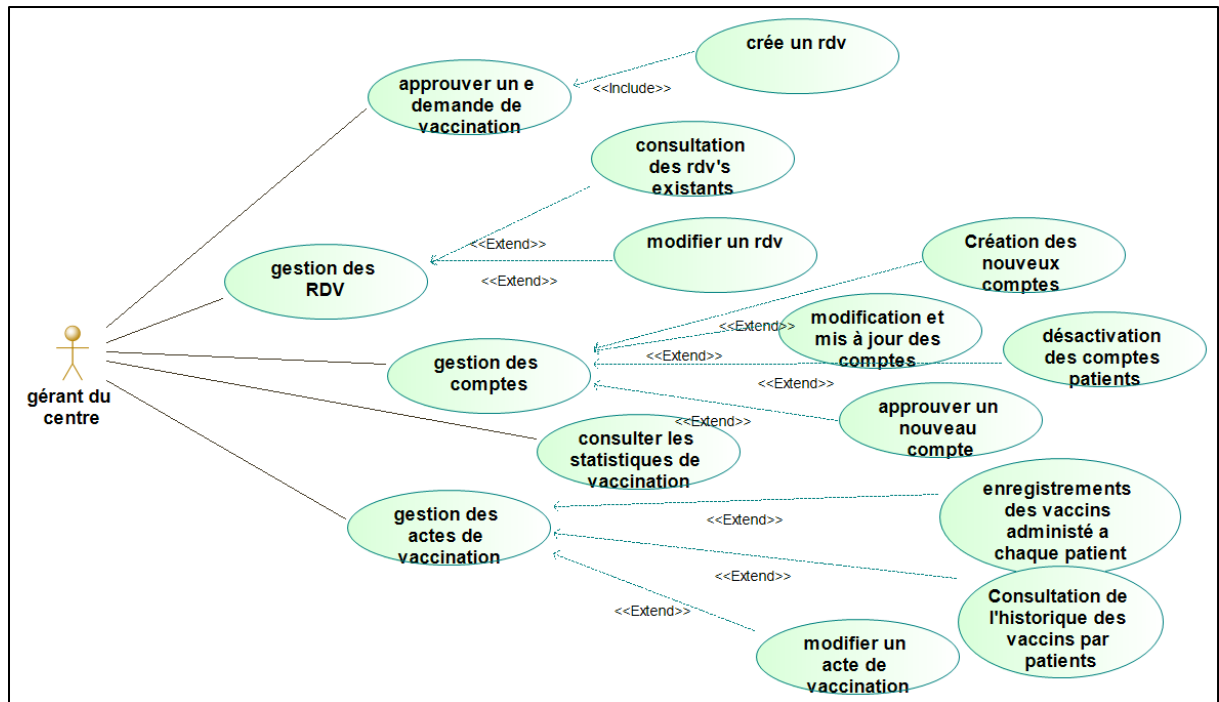 crée un rdv
<<Include>>
approuver un e
demande de
vaccination
consultation
des rdv's
existants
<<Extend>>
modifier un rdv
<<Extend>>
gestion des
RDV
Création des
nouveux
comptes
<<Extend>>
modification et
mis à jour des
comptes
<<Extend>>
désactivation
des comptes
patients
<<Extend>>
gestion des
comptes
approuver un
nouveau
compte
<<Extend>>
gérant du
centre
consulter les
statistiques de
vaccination
enregistrements
des vaccins
administé a
chaque patient
<<Extend>>
gestion des
actes de
vaccination
<<Extend>>
Consultation de
l'historique des
vaccins par
patients
<<Extend>>
modifier un
acte de
vaccination